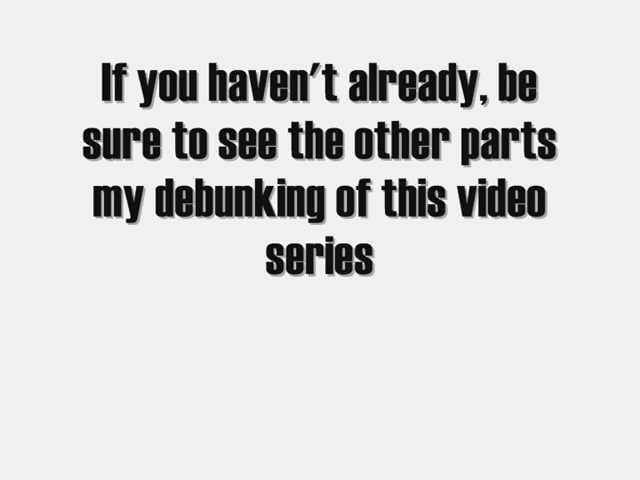 If you haven't already, be
sure to see the other parts
my debunking of this video
series